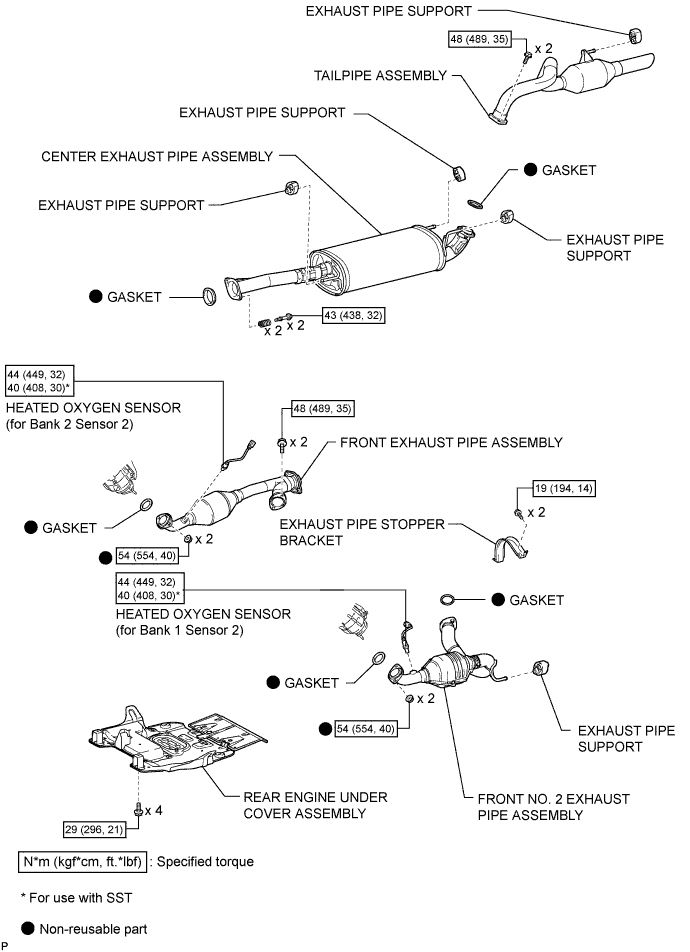 EXHAUST PIPE SUPPORT
48 (489, 35)
x 2
TAILPIPE ASSEMBLY
EXHAUST PIPE SUPPORT
CENTER EXHAUST PIPE ASSEMBLY
GASKET
EXHAUST PIPE SUPPORT
EXHAUST PIPE
SUPPORT
GASKET
x 2
x 2
43 (438, 32)
44 (449, 32)
40 (408, 30)*
HEATED OXYGEN SENSOR
(for Bank 2 Sensor 2)
48 (489, 35)
x 2
FRONT EXHAUST PIPE ASSEMBLY
19 (194, 14)
x 2
GASKET
EXHAUST PIPE STOPPER
BRACKET
x 2
54 (554, 40)
44 (449, 32)
40 (408, 30)*
HEATED OXYGEN SENSOR
(for Bank 1 Sensor 2)
GASKET
GASKET
x 2
54 (554, 40)
EXHAUST PIPE
SUPPORT
REAR ENGINE UNDER
COVER ASSEMBLY
FRONT NO. 2 EXHAUST
PIPE ASSEMBLY
x 4
29 (296, 21)
N*m (kgf*cm, ft.*lbf) : Specified torque
* For use with SST
Non-reusable part
P